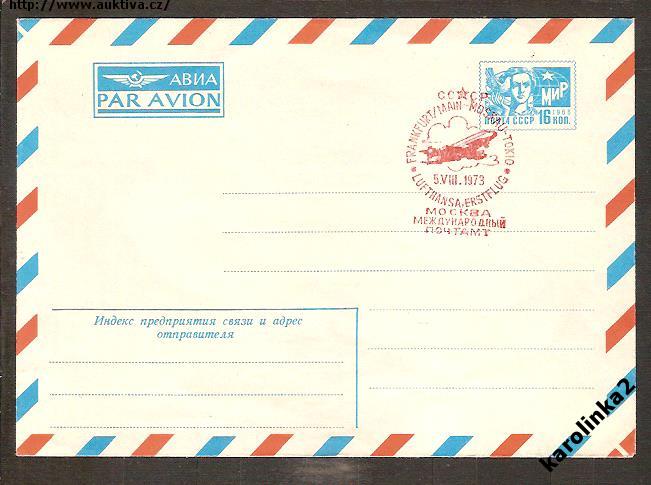 http://www.auktiva.cz/
АВИА
PAR AVION
МИР
1966
ПОЧТА СССР 16 КОП.
СССР
FRANKFURT/MAIN-MOSKAU-TOKIO
5.VIII.1973
LUFTHANSA-ERSTFLUG
МОСКВА
МЕЖДУНАРОДНЫЙ
ПОЧТАМТ
Индекс предприятия связи и адрес
отправителя
karolinka2